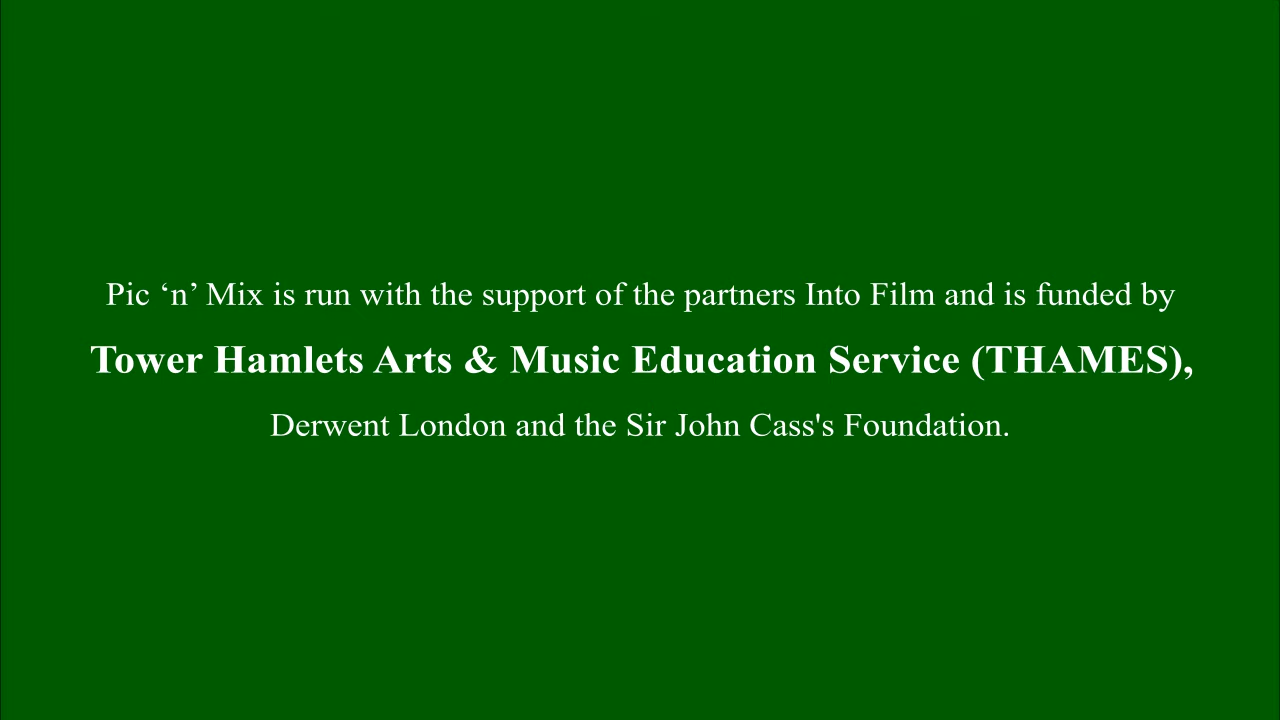 Pic ‘n’ Mix is run with the support of the partners Into Film and is funded by
Tower Hamlets Arts & Music Education Service (THAMES),
Derwent London and the Sir John Cass's Foundation.